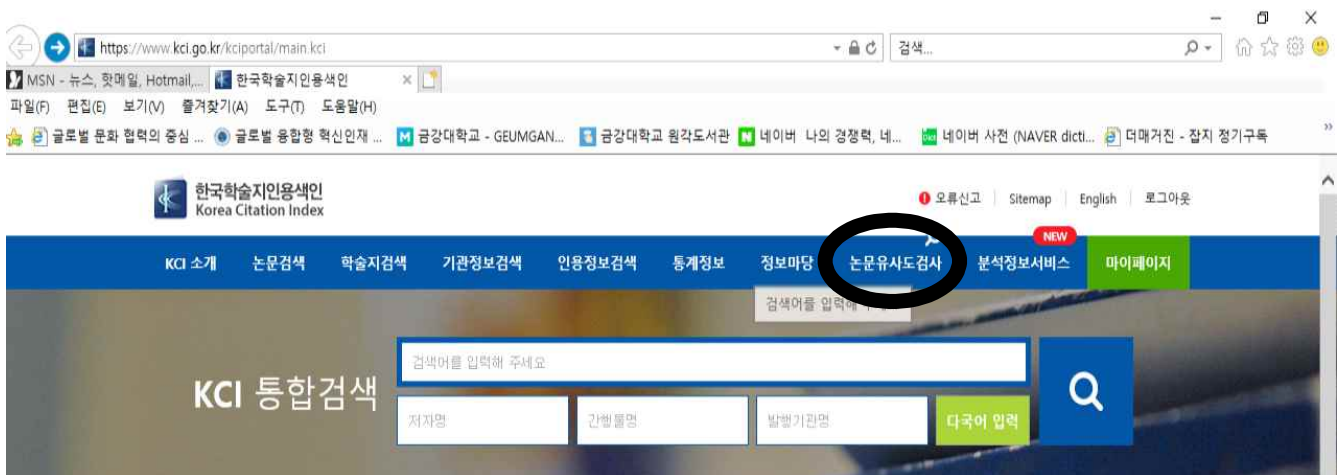 https://www.kci.go.kr/kciportal/main.kci
검색...
MSN - 뉴스, 핫메일, Hotmail,...
한국학술지인용색인
파일(F) 편집(E) 보기(V) 즐겨찾기(A) 도구(T) 도움말(H)
글로벌 문화 협력의 중심 ... 글로벌 융합형 혁신인재 ... 금강대학교 - GEUMGAN... 금강대학교 원각도서관 네이버 나의 경쟁력, 네... 네이버 사전 (NAVER dicti... 더매거진 - 잡지 정기구독
한국학술지인용색인
Korea Citation Index
오류신고 Sitemap English 로그아웃
NEW
KCI 소개 논문검색 학술지검색 기관정보검색 인용정보검색 통계정보 정보마당 논문유사도검사 분석정보서비스 마이페이지
검색어를 입력해
검색어를 입력해 주세요
KCI 통합검색
저자명 간행물명 발행기관명 다국어 입력